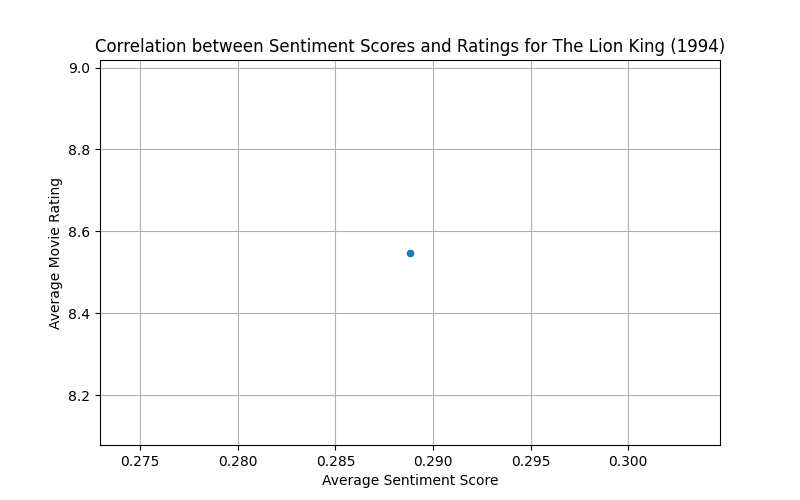 Correlation between Sentiment Scores and Ratings for The Lion King (1994)
9.0
8.8
8.6
8.4
8.2
Average Movie Rating
0.275 0.280 0.285 0.290 0.295 0.300
Average Sentiment Score